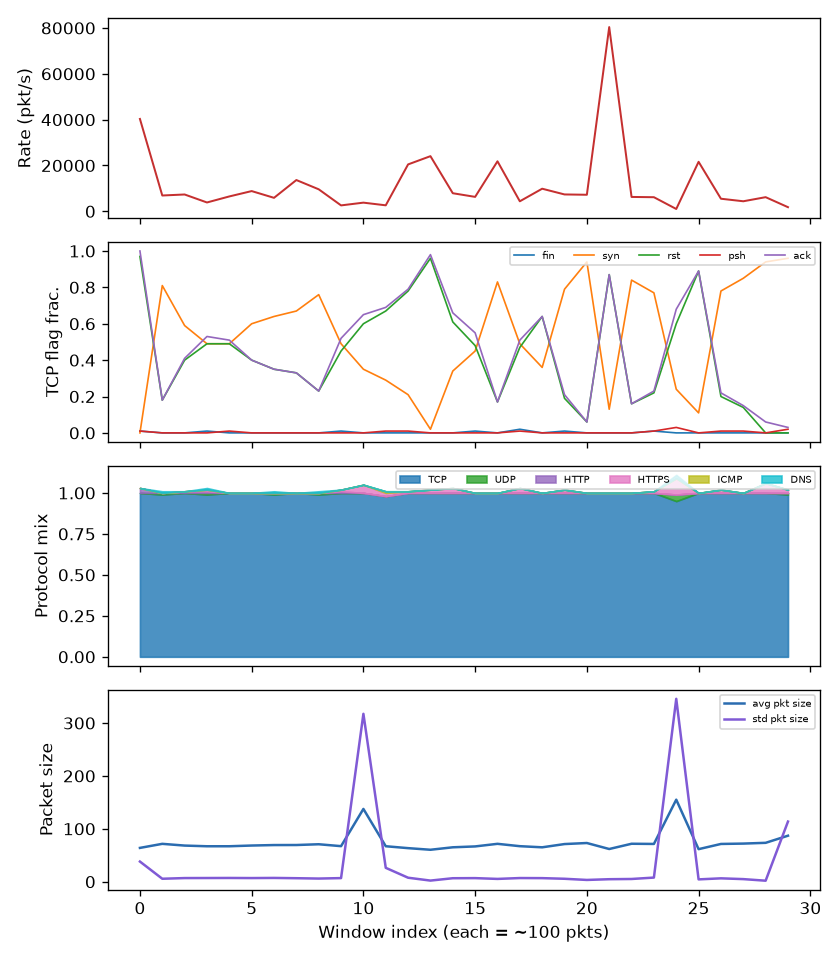 80000
60000
40000
20000
0
Rate (pkt/s)
1.0
0.8
0.6
0.4
0.2
0.0
TCP flag frac.
fin syn rst psh ack
1.00
0.75
0.50
0.25
0.00
Protocol mix
TCP UDP HTTP HTTPS ICMP DNS
300
200
100
0
Packet size
avg pkt size
std pkt size
0 5 10 15 20 25 30
Window index (each = ~100 pkts)